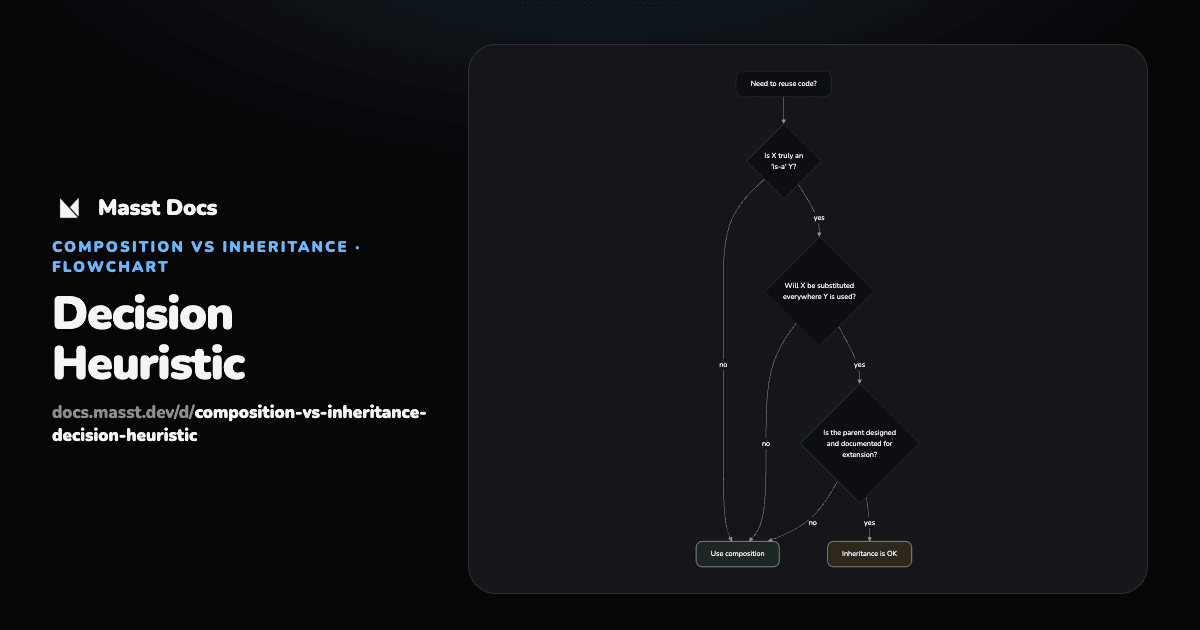 Masst Docs
COMPOSITION VS INHERITANCE ·
FLOWCHART
Decision
Heuristic
docs.masst.dev/d/composition-vs-inheritance-
decision-heuristic
Need to reuse code?
Is X truly an
'is-a' Y?
yes
Will X be substituted
everywhere Y is used?
no
yes
Is the parent designed
and documented for
extension?
no
no
yes
Use composition
Inheritance is OK